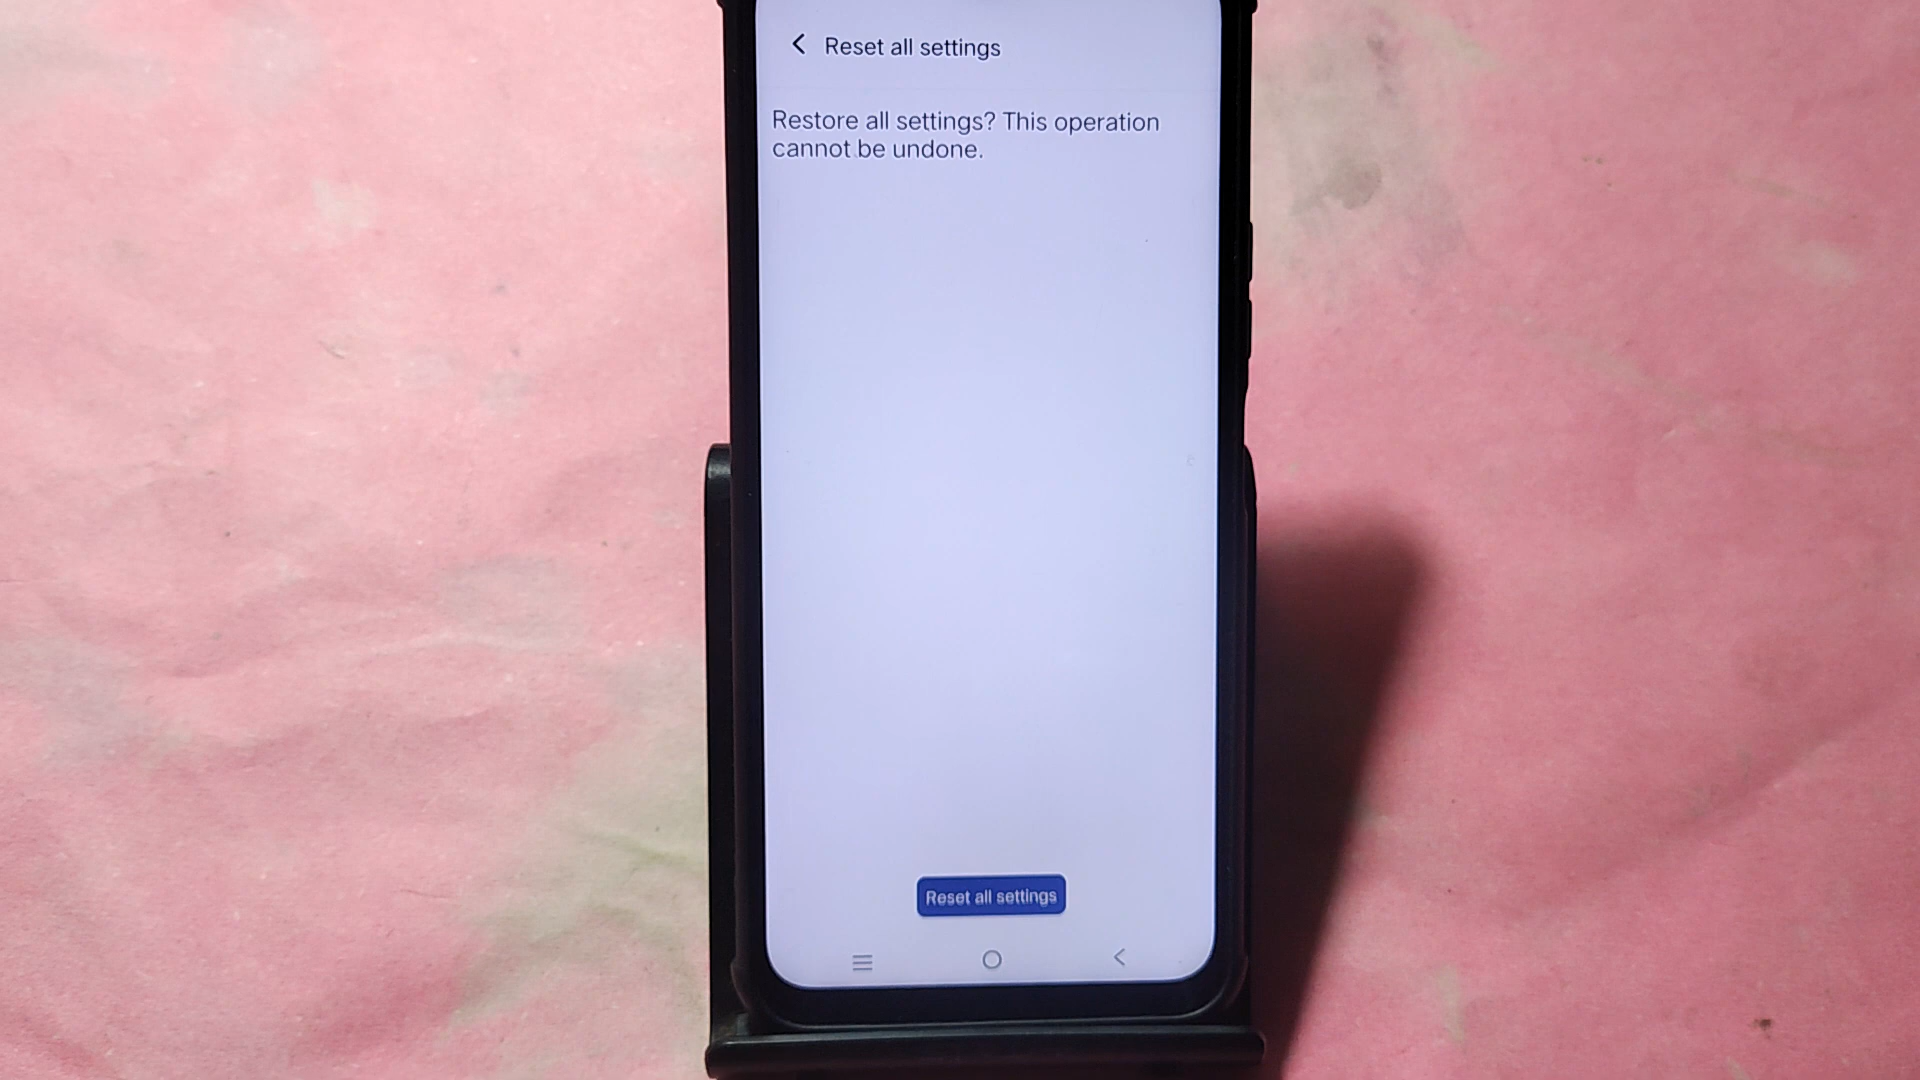 Reset all settings
Restore all settings? This operation
cannot be undone.
Reset all settings